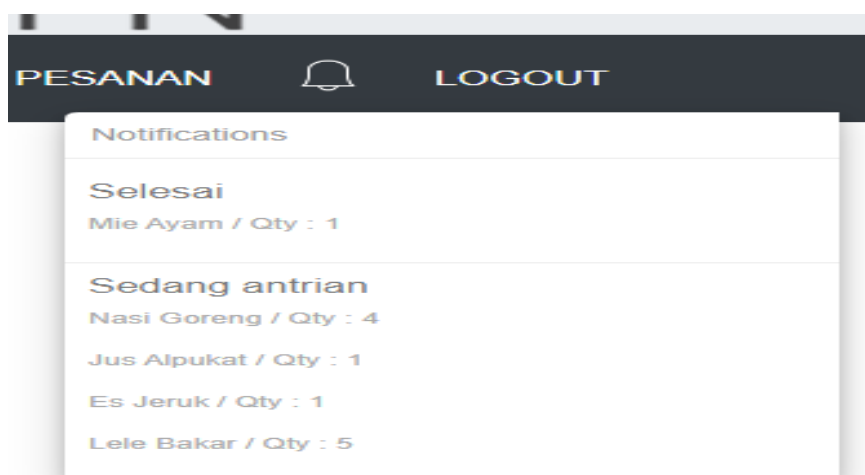 PESANAN LOGOUT
Notifications
Selesai
Mie Ayam / Qty : 1
Sedang antrian
Nasi Goreng / Qty : 4
Jus Alpukat / Qty : 1
Es Jeruk / Qty : 1
Lele Bakar / Qty : 5